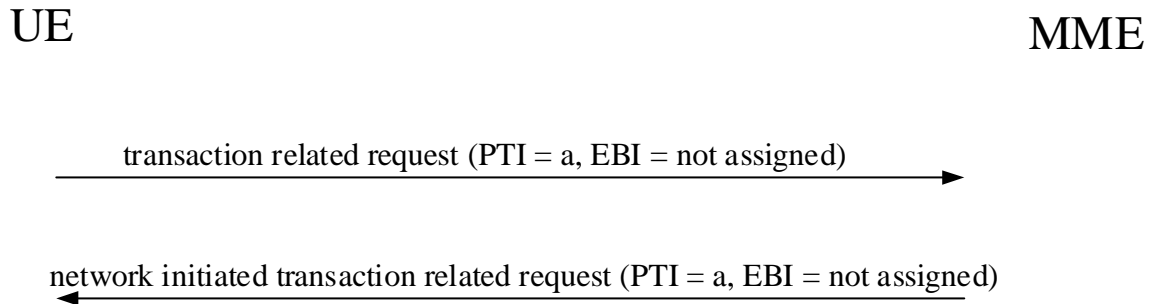 UE
MME
transaction related request (PTI = a, EBI = not assigned)
network initiated transaction related request (PTI = a, EBI = not assigned)